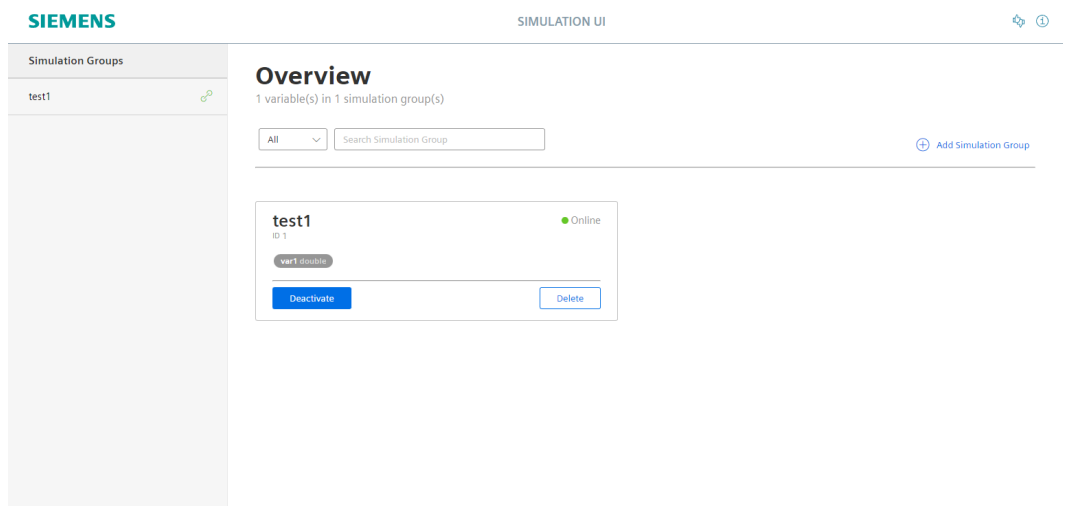 SIEMENS
SIMULATION UI
Simulation Groups
test1
Overview
1 variable(s) in 1 simulation group(s)
All
Search Simulation Group
Add Simulation Group
test1
Online
ID 1
var1 double
Deactivate
Delete